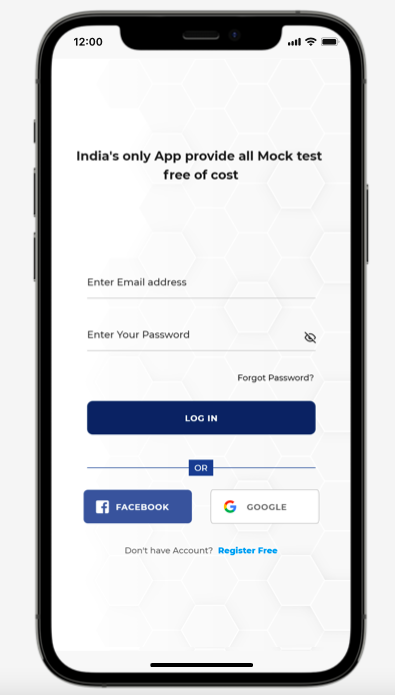 12:00
India's only App provide all Mock test
free of cost
Enter Email address
Enter Your Password
Forgot Password?
LOG IN
OR
FACEBOOK
GOOGLE
Don't have Account? Register Free